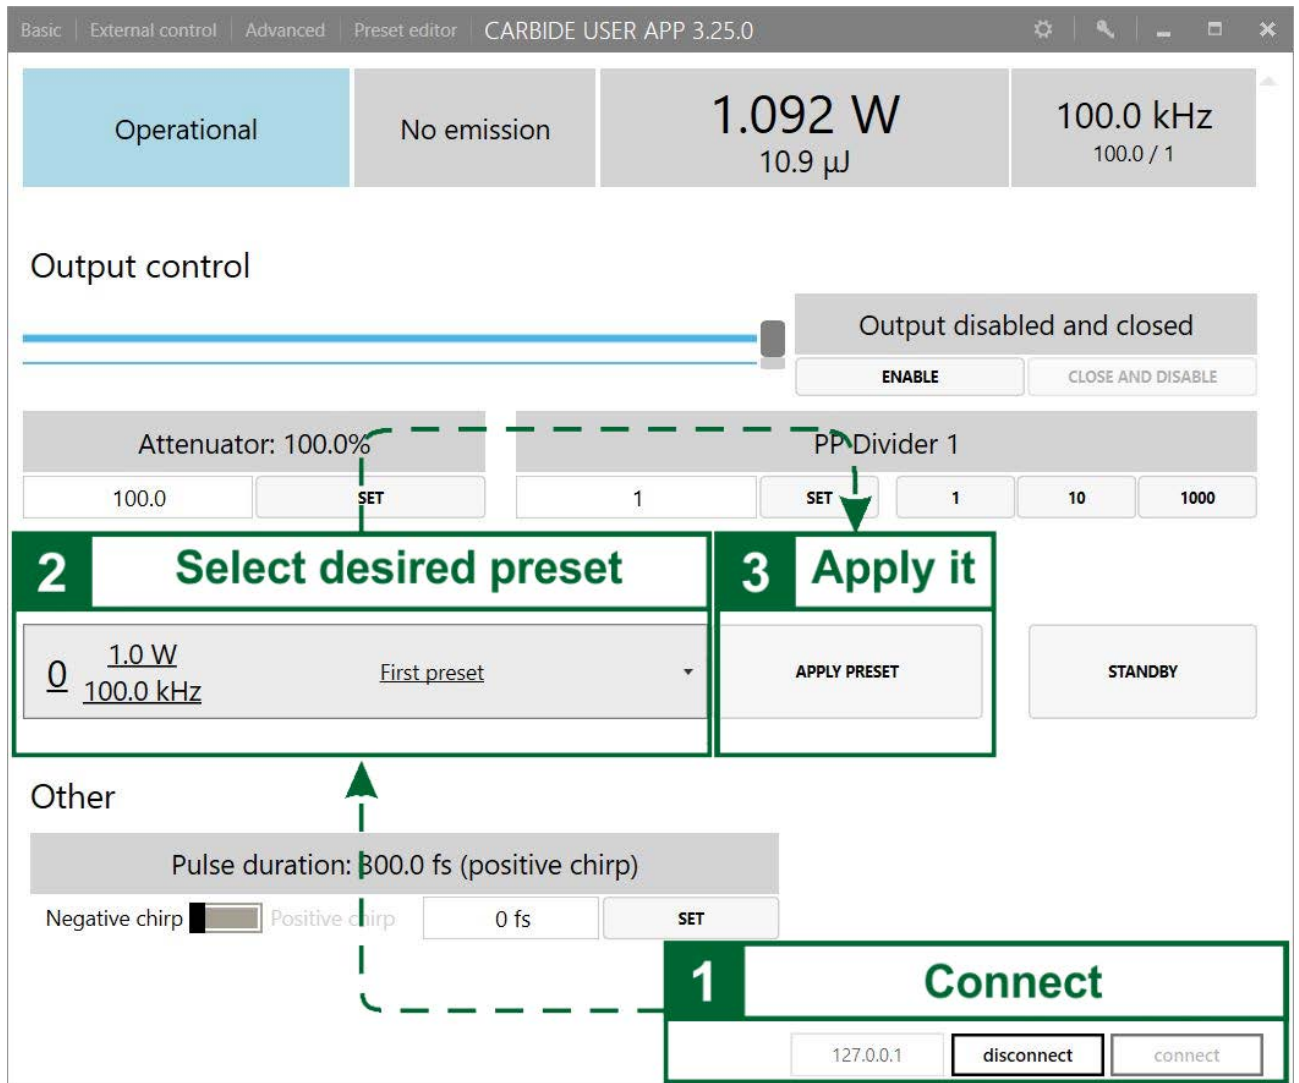 Basic External control Advanced Preset editor CARBIDE USER APP 3.25.0
Operational
No emission
1.092 W
10.9 µJ
100.0 kHz
100.0 / 1
Output control
Output disabled and closed
ENABLE
CLOSE AND DISABLE
Attenuator: 100.0%
PP Divider 1
100.0
SET
1
SET
1
10
1000
2 Select desired preset
3 Apply it
0
1.0 W
100.0 kHz
First preset
APPLY PRESET
STANDBY
Other
Pulse duration: 300.0 fs (positive chirp)
Negative chirp
Positive chirp
0 fs
SET
1 Connect
127.0.0.1
disconnect
connect